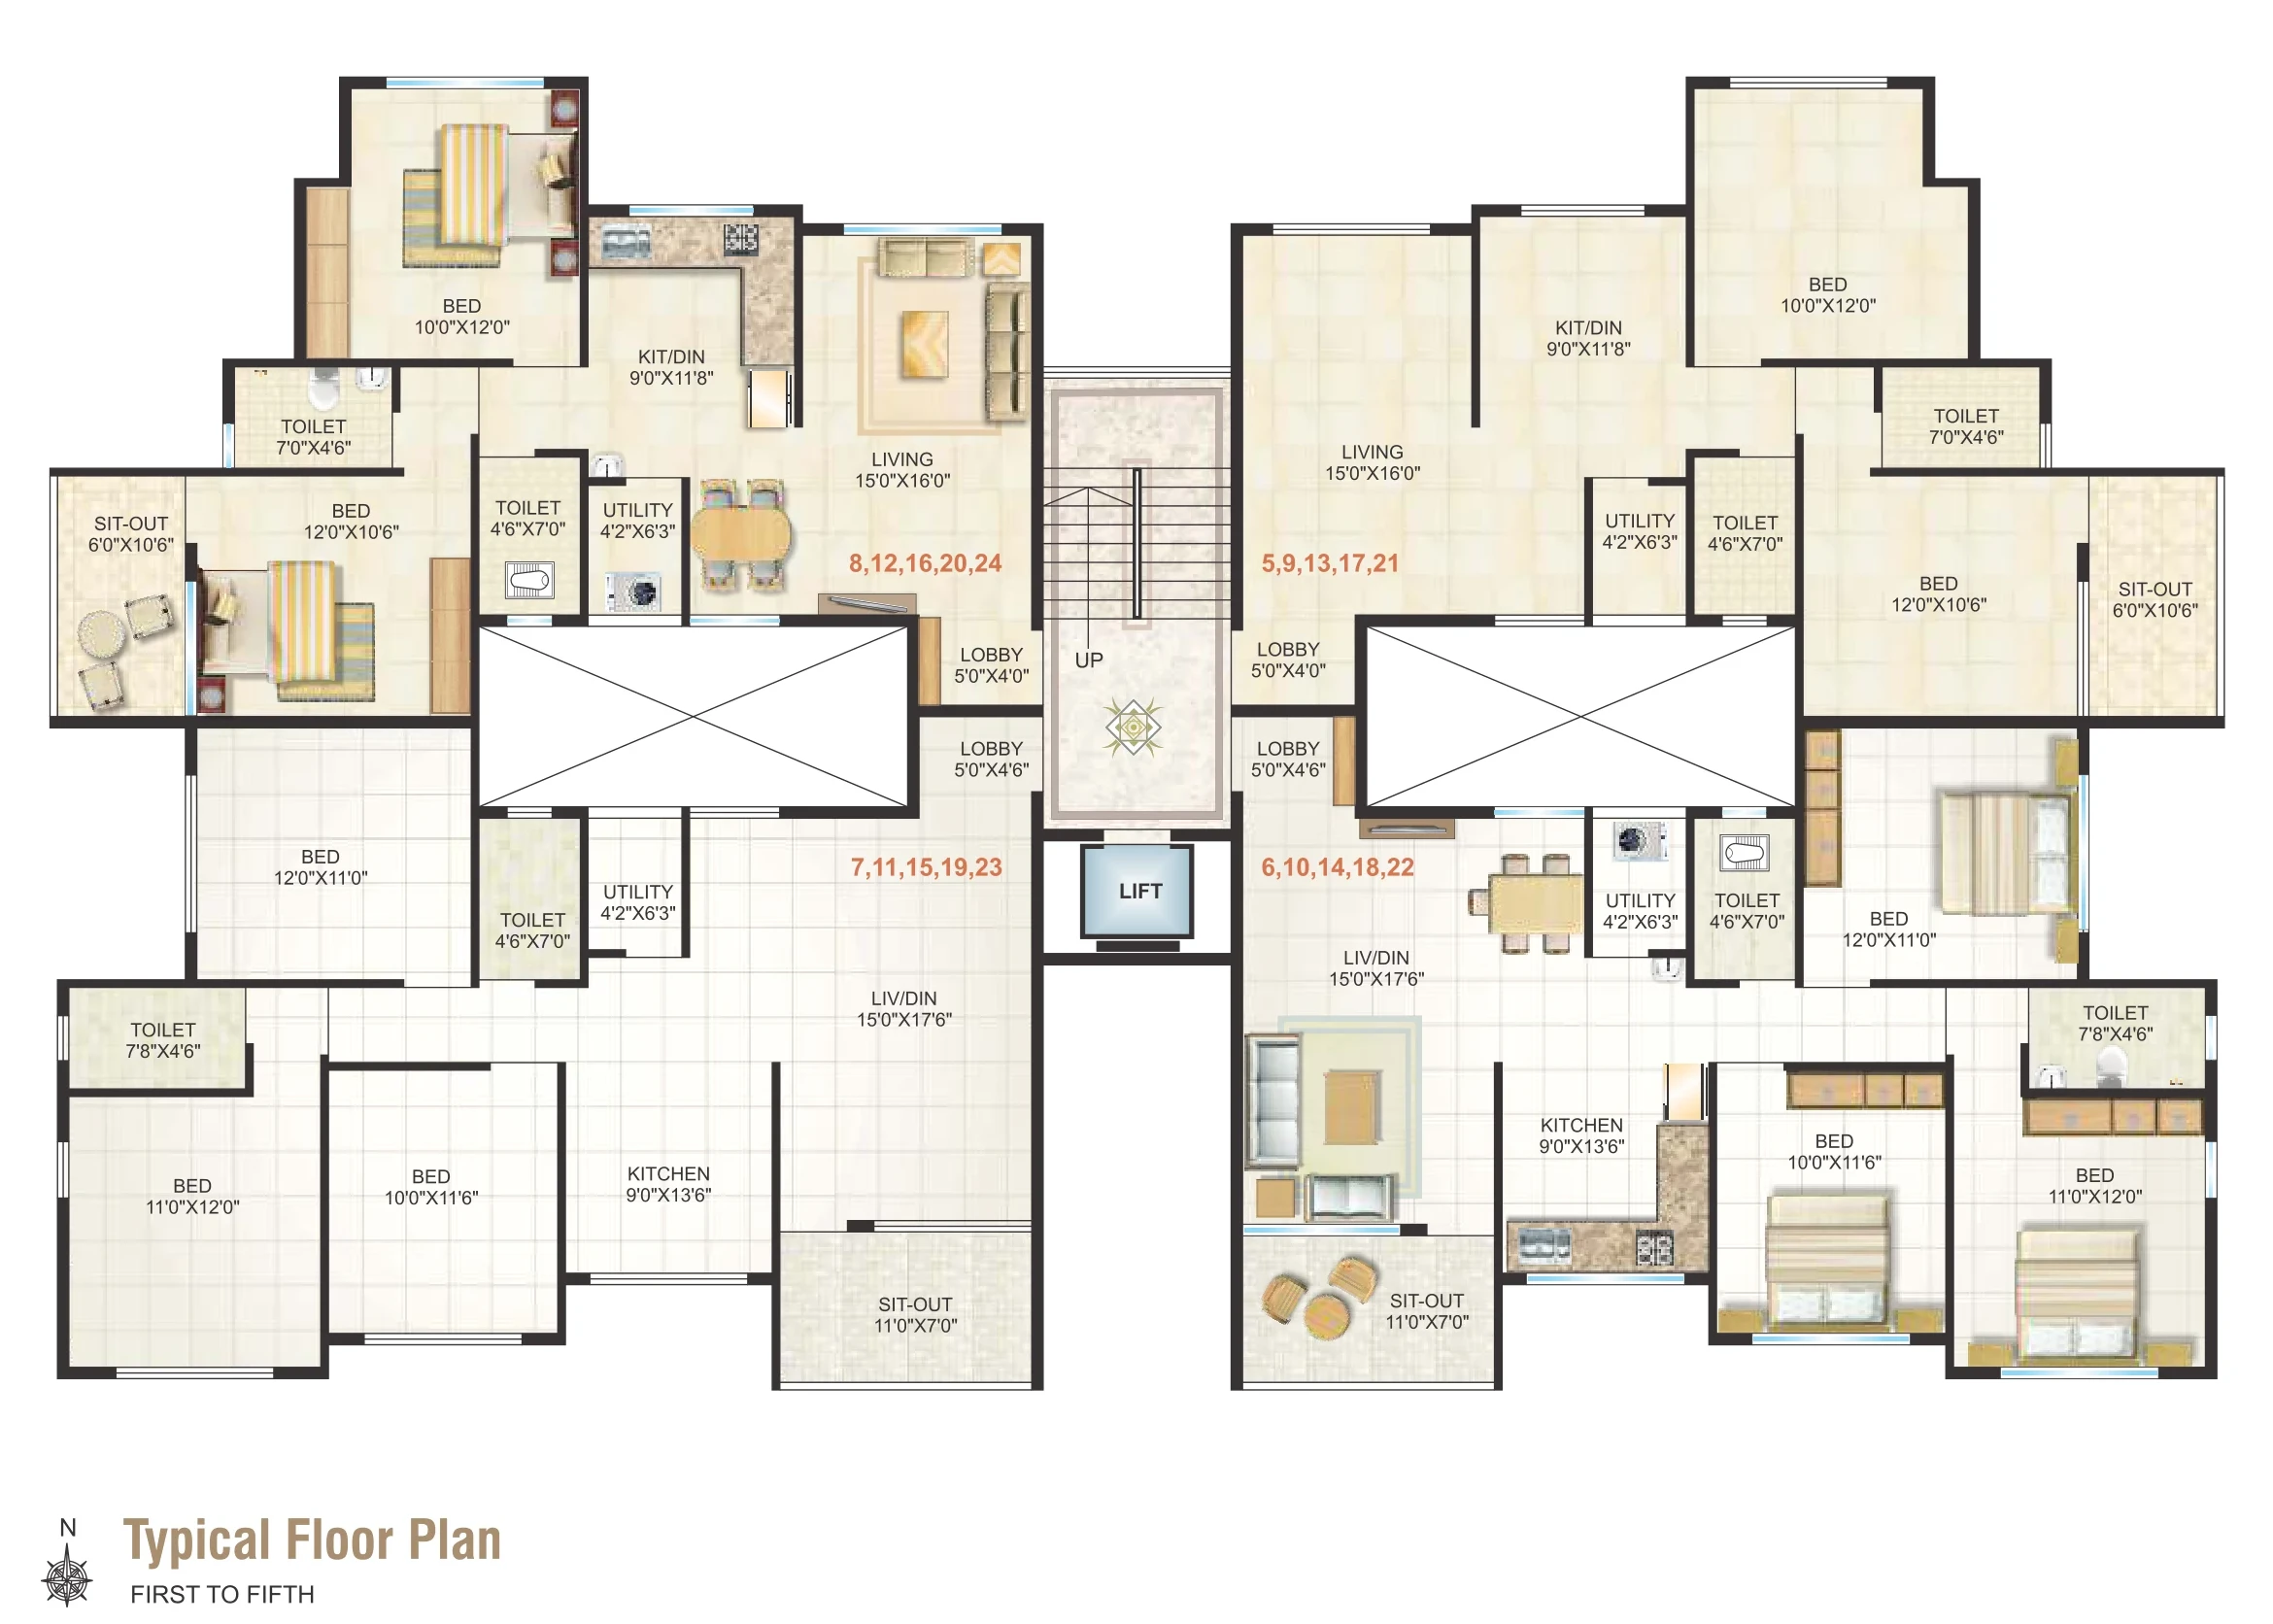 BED
10'0"X12'0"
KIT/DIN
9'0"X11'8"
TOILET
7'0"X4'6"
LIVING
15'0"X16'0"
SIT-OUT
6'0"X10'6"
BED
12'0"X10'6"
TOILET
4'6"X7'0"
UTILITY
4'2"X6'3"
8,12,16,20,24
LOBBY
5'0"X4'0"
UP
BED
10'0"X12'0"
KIT/DIN
9'0"X11'8"
TOILET
7'0"X4'6"
LIVING
15'0"X16'0"
UTILITY
4'2"X6'3"
TOILET
4'6"X7'0"
5,9,13,17,21
BED
12'0"X10'6"
SIT-OUT
6'0"X10'6"
LOBBY
5'0"X4'0"
LOBBY
5'0"X4'6"
7,11,15,19,23
BED
12'0"X11'0"
TOILET
4'6"X7'0"
UTILITY
4'2"X6'3"
LIV/DIN
15'0"X17'6"
TOILET
7'8"X4'6"
BED
11'0"X12'0"
BED
10'0"X11'6"
KITCHEN
9'0"X13'6"
SIT-OUT
11'0"X7'0"
LIFT
LOBBY
5'0"X4'6"
6,10,14,18,22
UTILITY
4'2"X6'3"
TOILET
4'6"X7'0"
BED
12'0"X11'0"
LIV/DIN
15'0"X17'6"
TOILET
7'8"X4'6"
KITCHEN
9'0"X13'6"
BED
10'0"X11'6"
BED
11'0"X12'0"
SIT-OUT
11'0"X7'0"
N
Typical Floor Plan
FIRST TO FIFTH